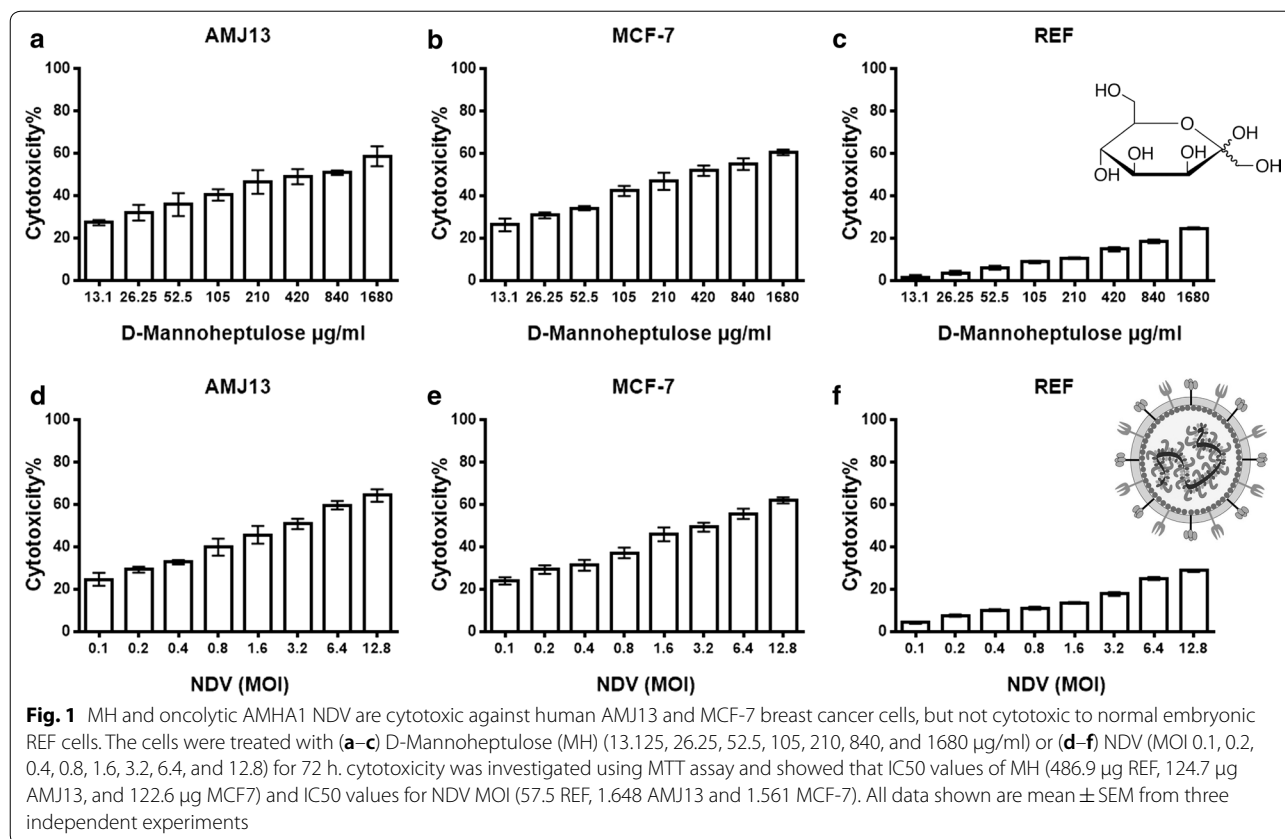 a AMJ13
100
80
60
40
20
0
Cytotoxicity%
13.1 26.25 52.5 105 210 420 840 1680
D-Mannoheptulose µg/ml
b MCF-7
100
80
60
40
20
0
Cytotoxicity%
13.1 26.25 52.5 105 210 420 840 1680
D-Mannoheptulose µg/ml
c REF
100
80
60
40
20
0
Cytotoxicity%
HO
O
OH
OH
OH
OH
OH
13.1 26.25 52.5 105 210 420 840 1680
D-Mannoheptulose µg/ml
d AMJ13
100
80
60
40
20
0
Cytotoxicity%
0.1 0.2 0.4 0.8 1.6 3.2 6.4 12.8
NDV (MOI)
e MCF-7
100
80
60
40
20
0
Cytotoxicity%
0.1 0.2 0.4 0.8 1.6 3.2 6.4 12.8
NDV (MOI)
f REF
100
80
60
40
20
0
Cytotoxicity%
0.1 0.2 0.4 0.8 1.6 3.2 6.4 12.8
NDV (MOI)
Fig. 1 MH and oncolytic AMHA1 NDV are cytotoxic against human AMJ13 and MCF-7 breast cancer cells, but not cytotoxic to normal embryonic
REF cells. The cells were treated with (a–c) D-Mannoheptulose (MH) (13.125, 26.25, 52.5, 105, 210, 840, and 1680 µg/ml) or (d–f) NDV (MOI 0.1, 0.2,
0.4, 0.8, 1.6, 3.2, 6.4, and 12.8) for 72 h. cytotoxicity was investigated using MTT assay and showed that IC50 values of MH (486.9 µg REF, 124.7 µg
AMJ13, and 122.6 µg MCF7) and IC50 values for NDV MOI (57.5 REF, 1.648 AMJ13 and 1.561 MCF-7). All data shown are mean ± SEM from three
independent experiments